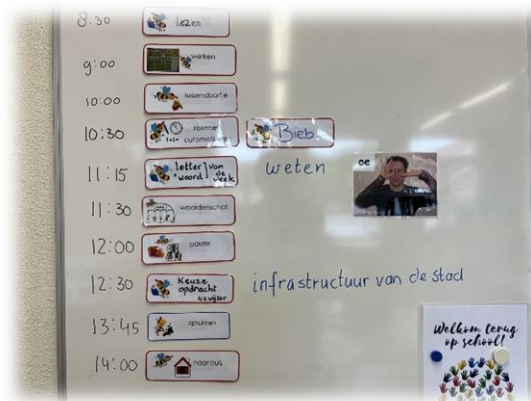 8:30 lezen
9:00 werken
10:00 tussendoortje
10:30 rekenen automatiseren Bieb
11:15 letter + woord van de week weten oe
11:30 woordenschat
12:00 pauze
12:30 Keuze opdracht infrastructuur van de stad
13:45 opruimen
14:00 naar huis
Welkom terug
op school!